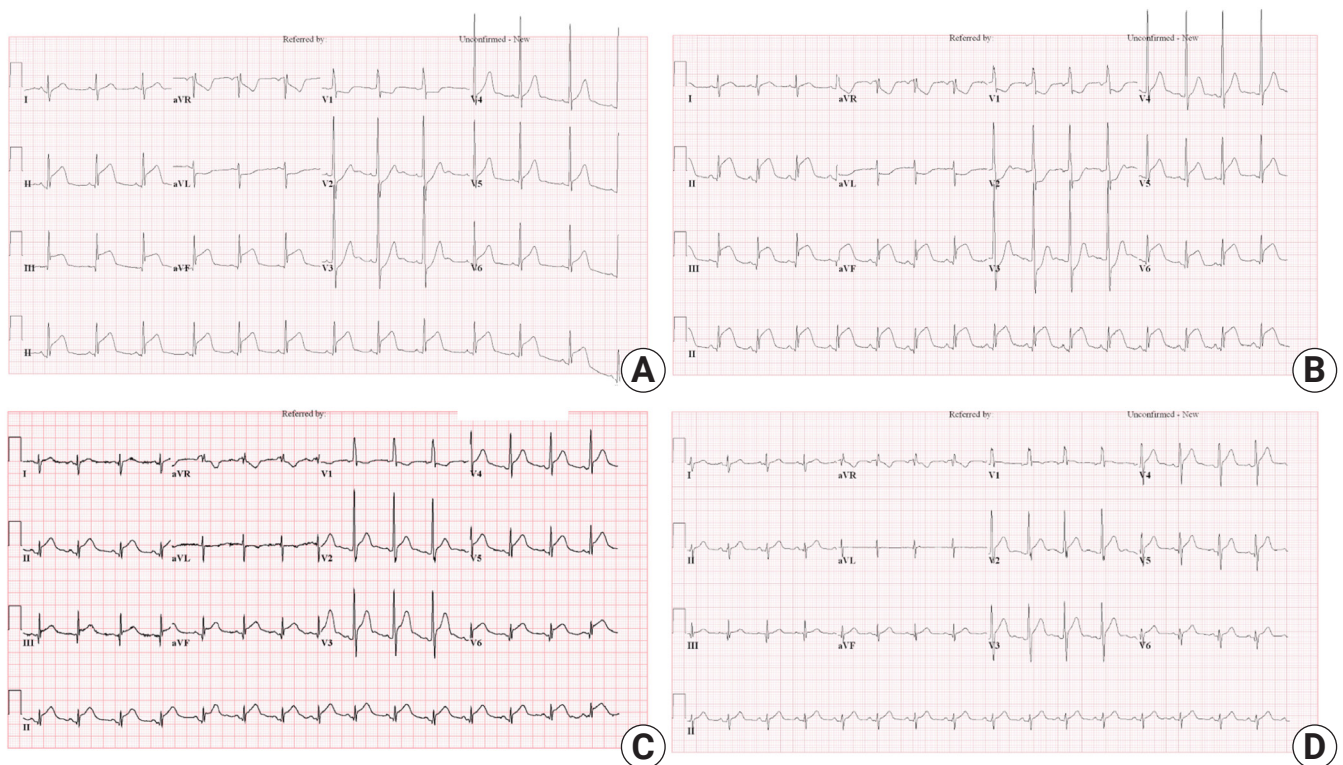 Referred by: Unconfirmed - New
I aVR V1 V4
II aVL V2 V5
III aVF V3 V6
II
A
Referred by: Unconfirmed - New
I aVR V1 V4
II aVL V2 V5
III aVF V3 V6
II
B
Referred by:
I aVR V1 V4
II aVL V2 V5
III aVF V3 V6
II
C
Referred by: Unconfirmed - New
I aVR V1 V4
II aVL V2 V5
III aVF V3 V6
II
D